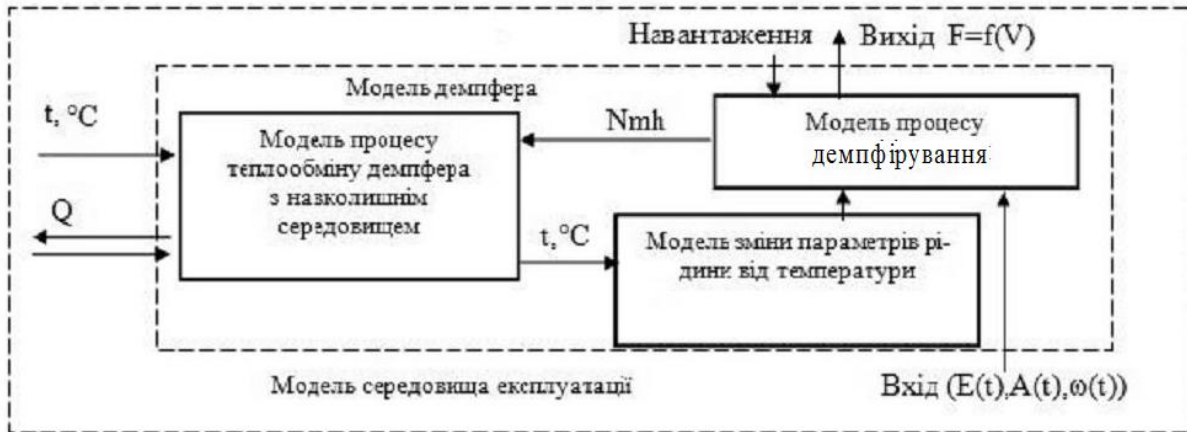 Навантаження
Вихід F=f(V)
Модель демпфера
t, °C
Nmh
Модель процесу
теплообміну демпфера
з навколишнім
середовищем
Модель процесу
демпфірування
Q
t,°C
Модель зміни параметрів рі-
дини від температури
Модель середовища експлуатації
Вхід (E(t),A(t),ω(t))